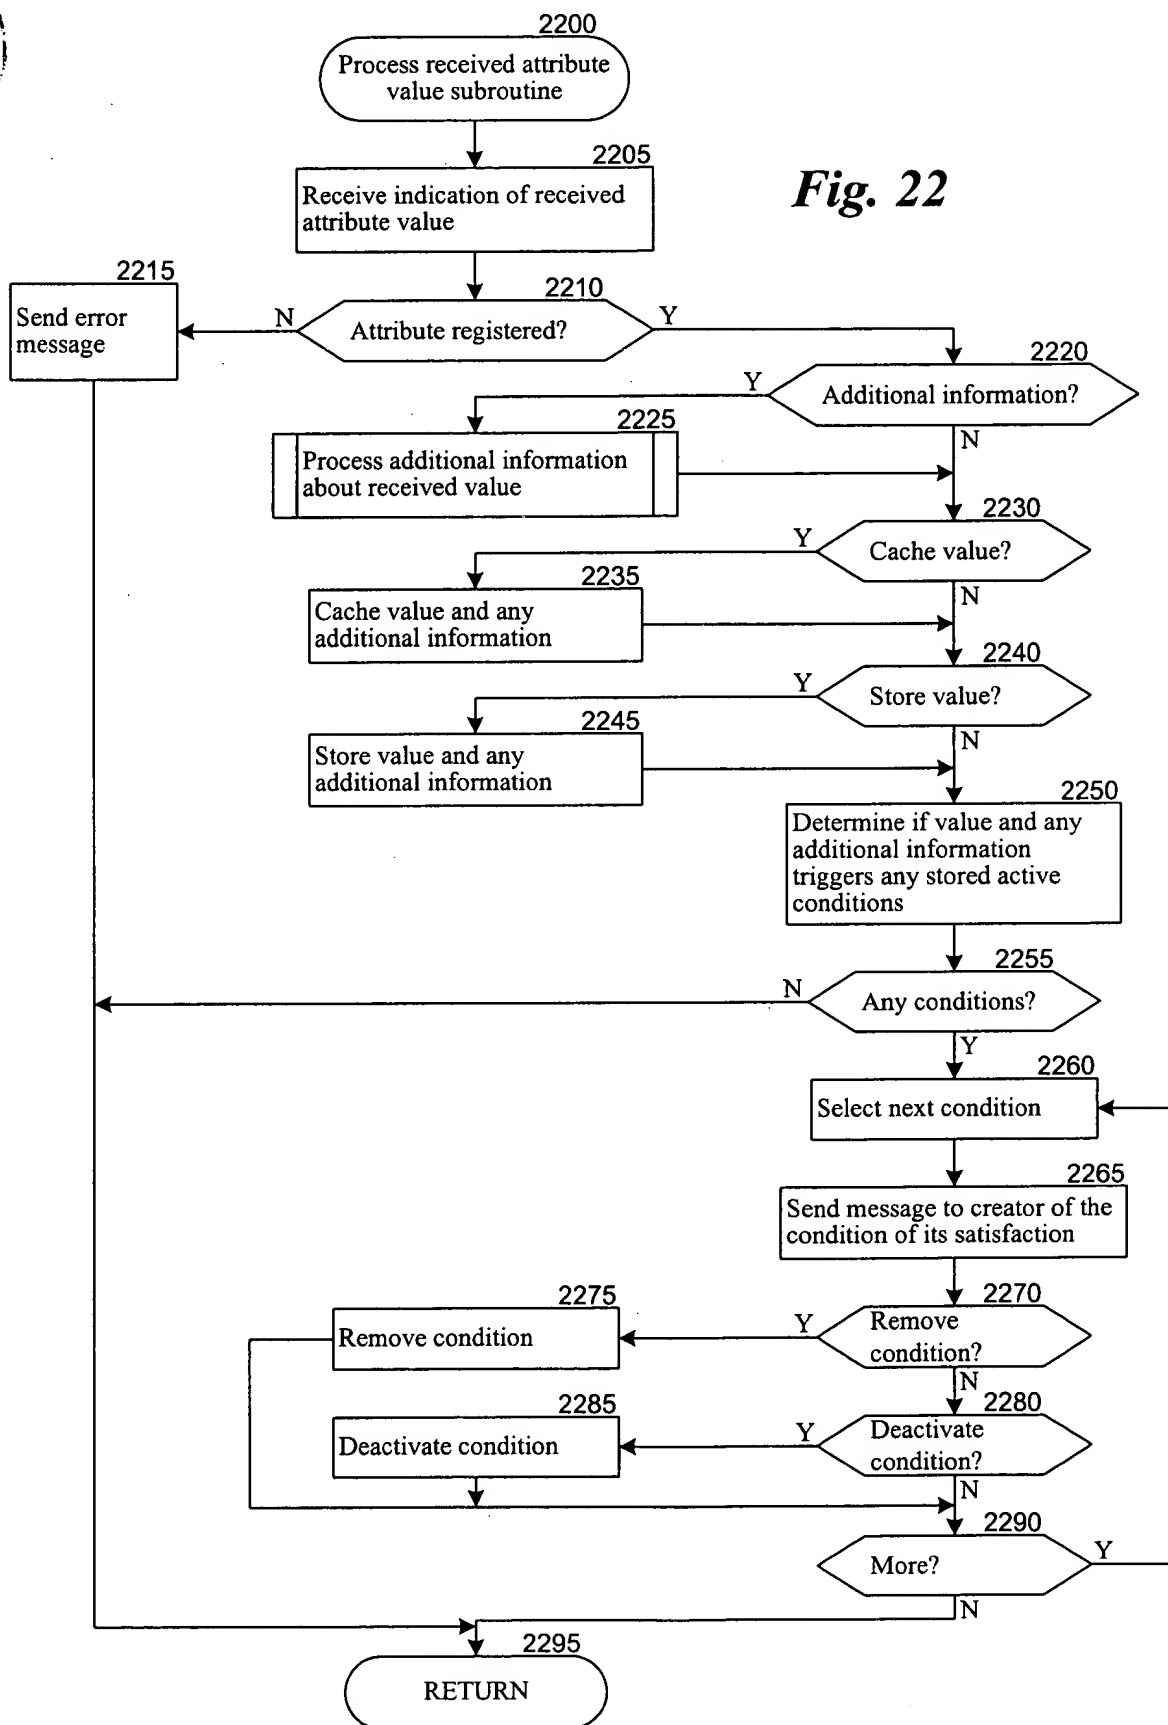 2200
Process received attribute
value subroutine
2205
Receive indication of received
attribute value
Fig. 22
2215
Send error
message
N
2210
Attribute registered?
Y
2220
Additional information?
Y
N
2225
Process additional information
about received value
2230
Cache value?
Y
N
2235
Cache value and any
additional information
2240
Store value?
Y
N
2245
Store value and any
additional information
2250
Determine if value and any
additional information
triggers any stored active
conditions
2255
Any conditions?
N
Y
2260
Select next condition
2265
Send message to creator of the
condition of its satisfaction
2270
Remove
condition?
Y
N
2275
Remove condition
2280
Deactivate
condition?
Y
N
2285
Deactivate condition
2290
More?
Y
N
2295
RETURN